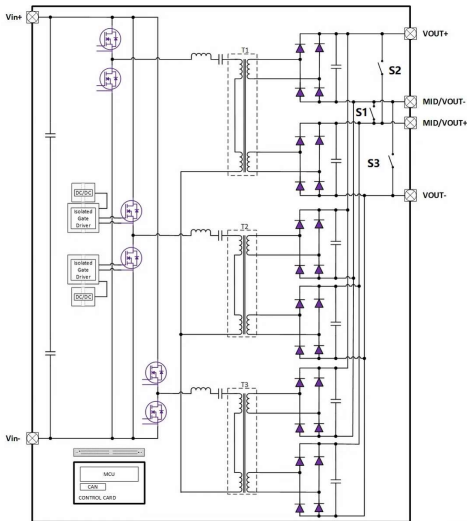 Vin+
T1
VOUT+
S2
MID/VOUT-
S1
MID/VOUT+
S3
VOUT-
DC/DC
Isolated
Gate
Driver
T2
Isolated
Gate
Driver
DC/DC
T3
Vin-
MCU
CAN
CONTROL CARD